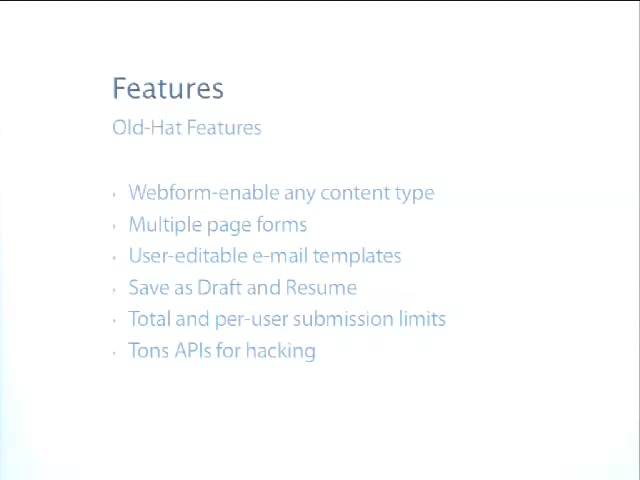 Features
Old-Hat Features
Webform-enable any content type
Multiple page forms
User-editable e-mail templates
Save as Draft and Resume
Total and per-user submission limits
Tons APIs for hacking